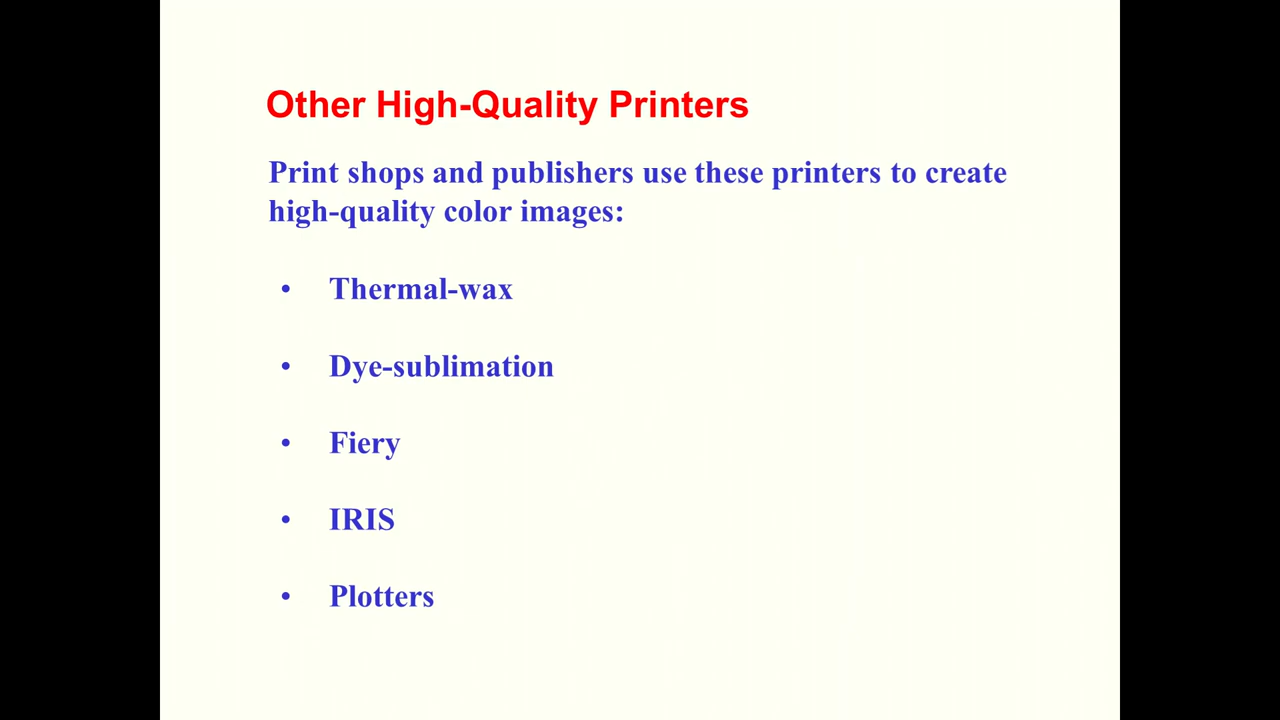 Other High-Quality Printers
Print shops and publishers use these printers to create
high-quality color images:
• Thermal-wax
• Dye-sublimation
• Fiery
• IRIS
• Plotters